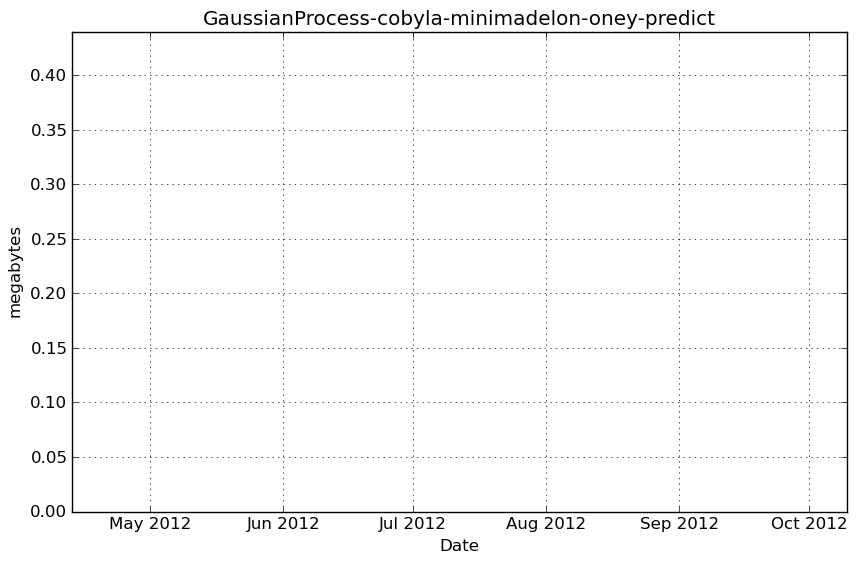 GaussianProcess-cobyla-minimadelon-oney-predict
0.40
0.35
0.30
0.25
0.20
0.15
0.10
0.05
0.00
megabytes
May 2012 Jun 2012 Jul 2012 Aug 2012 Sep 2012 Oct 2012
Date